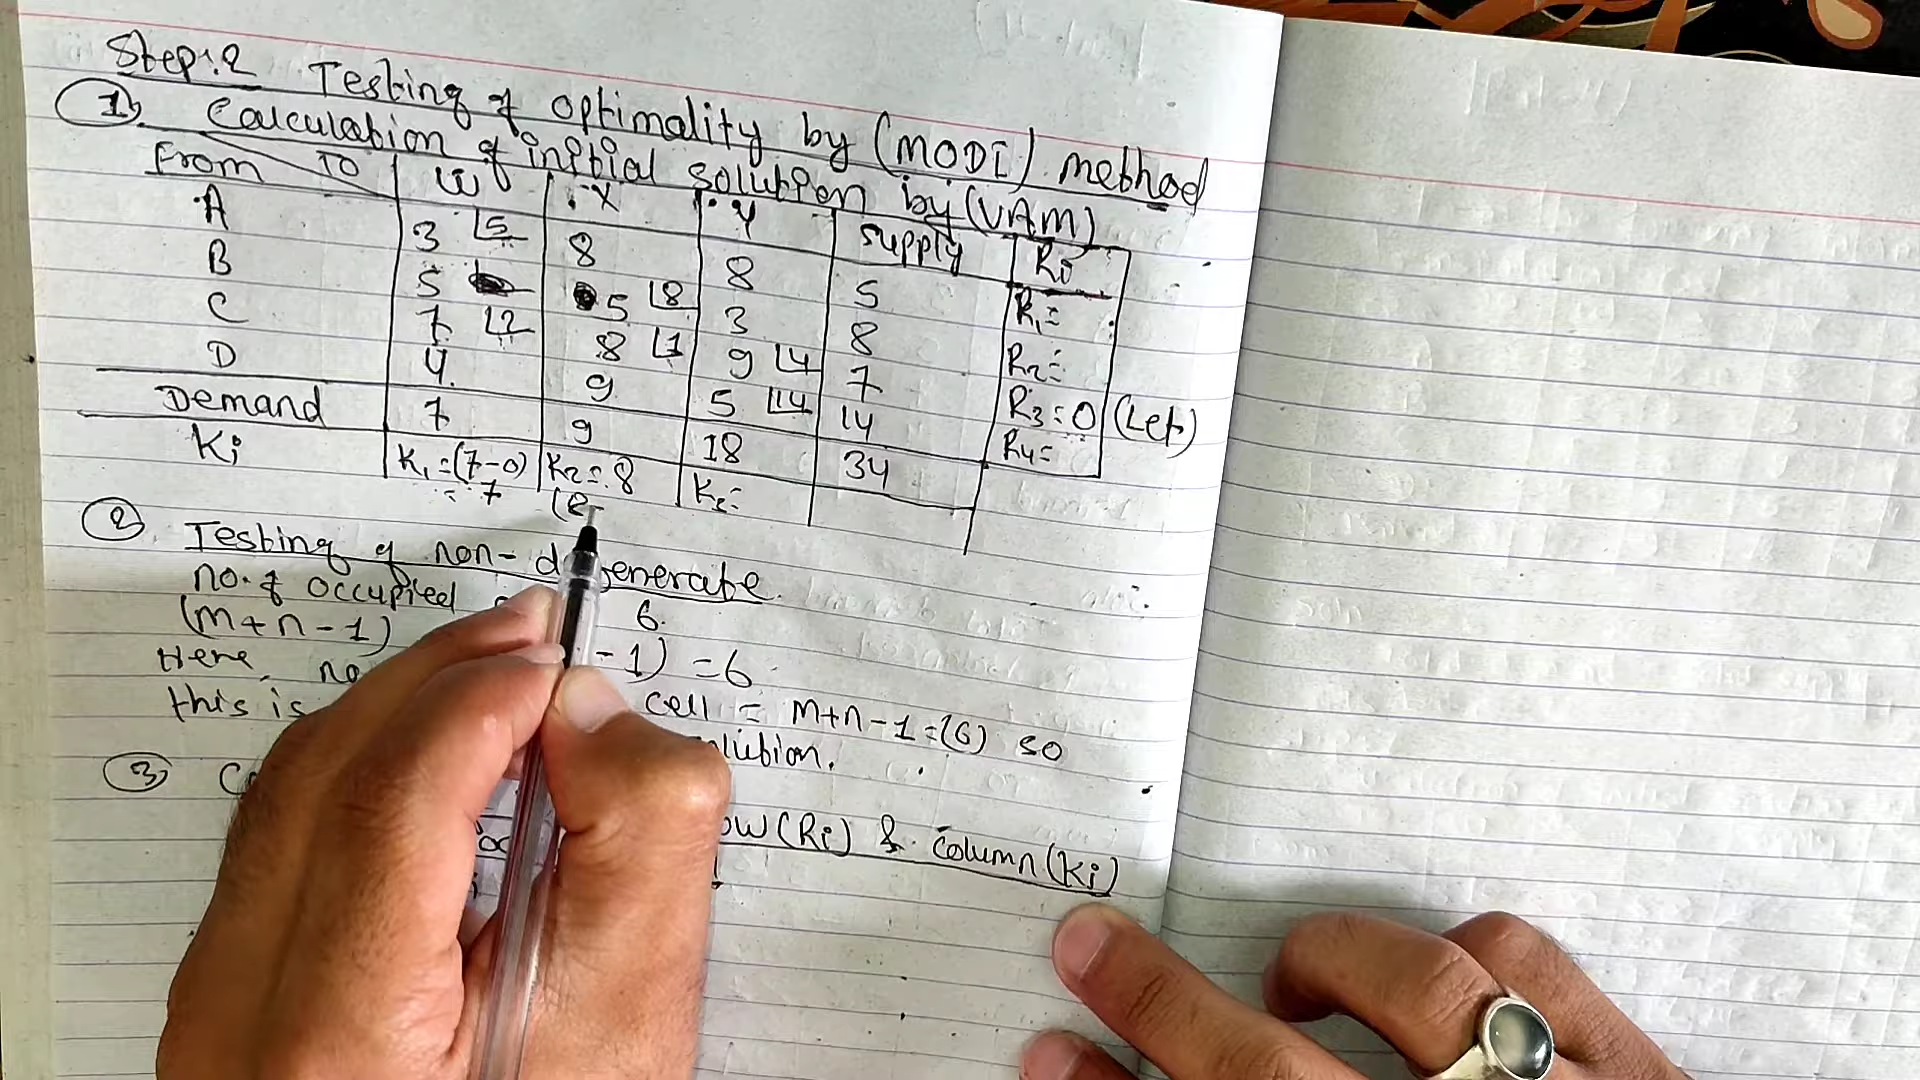 Step:2 Testing of optimality by (MODI) method
1) Calculation of initial solution by (VAM)
From TO W X Y supply Ri
A 3 5 8 8 5 R1=
B 5 5 8 3 8 R2=
C 7 2 8 1 9 4 7 R3=0 (Let)
D 4 9 5 14 14 R4=
Demand 7 9 18 34
Kj K1=(7-0) K2=8 K3=
=7 (8-
2 Testing of non-degenerate
no. of occupied 6.
(m+n-1) -1) =6
Here, no cell = m+n-1=(6) so
this is
3
(Ri) & column (Kj)